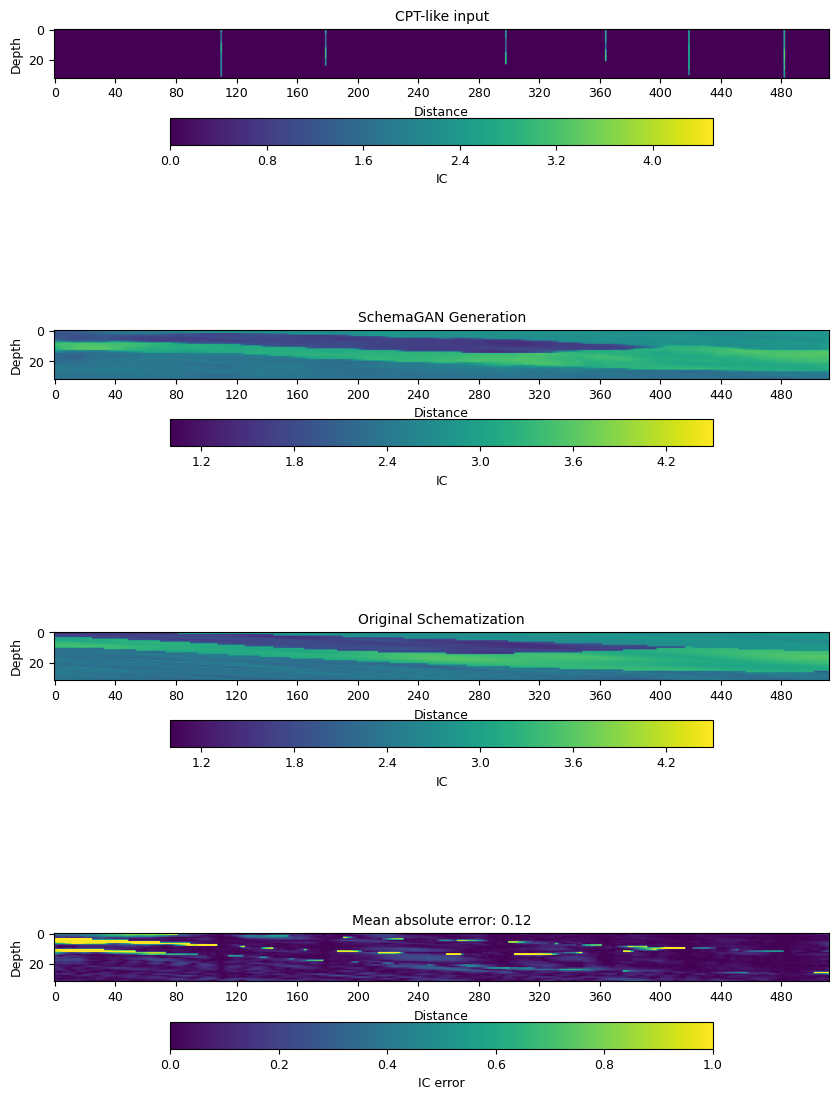 CPT-like input
0
20
Depth
0 40 80 120 160 200 240 280 320 360 400 440 480
Distance
0.0 0.8 1.6 2.4 3.2 4.0
IC
SchemaGAN Generation
0
20
Depth
0 40 80 120 160 200 240 280 320 360 400 440 480
Distance
1.2 1.8 2.4 3.0 3.6 4.2
IC
Original Schematization
0
20
Depth
0 40 80 120 160 200 240 280 320 360 400 440 480
Distance
1.2 1.8 2.4 3.0 3.6 4.2
IC
Mean absolute error: 0.12
0
20
Depth
0 40 80 120 160 200 240 280 320 360 400 440 480
Distance
0.0 0.2 0.4 0.6 0.8 1.0
IC error